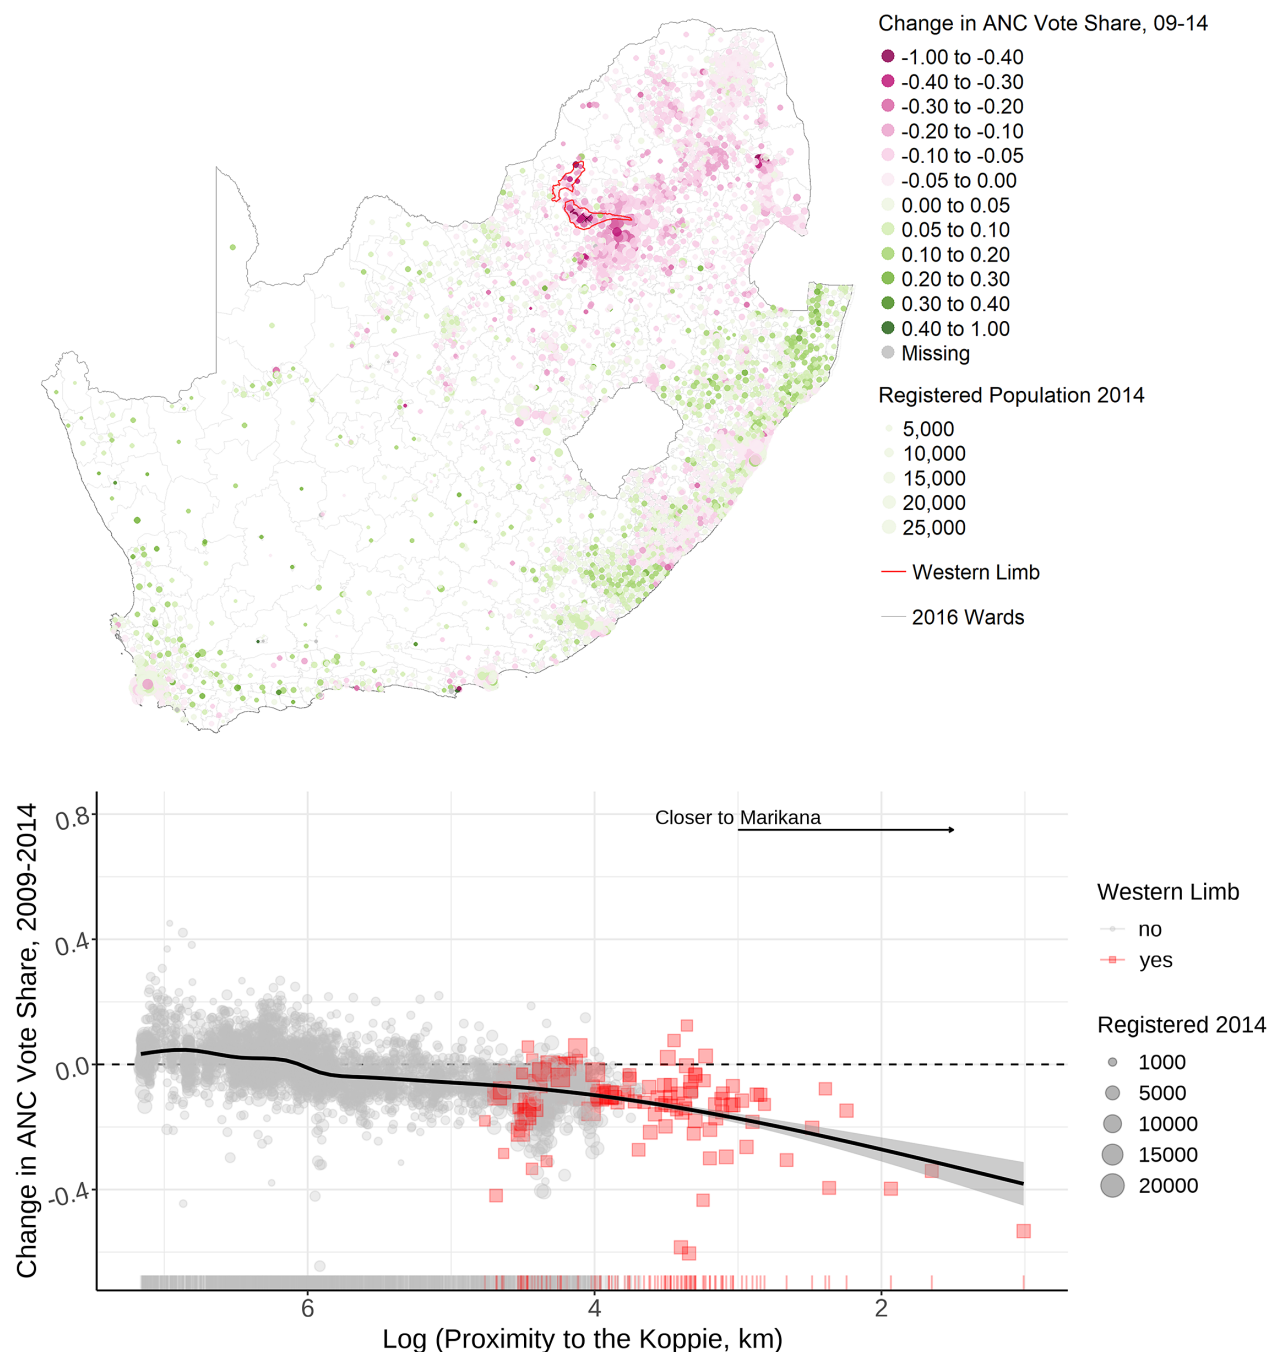 Change in ANC Vote Share, 09-14
-1.00 to -0.40
-0.40 to -0.30
-0.30 to -0.20
-0.20 to -0.10
-0.10 to -0.05
-0.05 to 0.00
0.00 to 0.05
0.05 to 0.10
0.10 to 0.20
0.20 to 0.30
0.30 to 0.40
0.40 to 1.00
Missing
Registered Population 2014
5,000
10,000
15,000
20,000
25,000
Western Limb
2016 Wards
Change in ANC Vote Share, 2009-2014
0.8
0.4
0.0
-0.4
Closer to Marikana
6
4
2
Log (Proximity to the Koppie, km)
Western Limb
no
yes
Registered 2014
1000
5000
10000
15000
20000